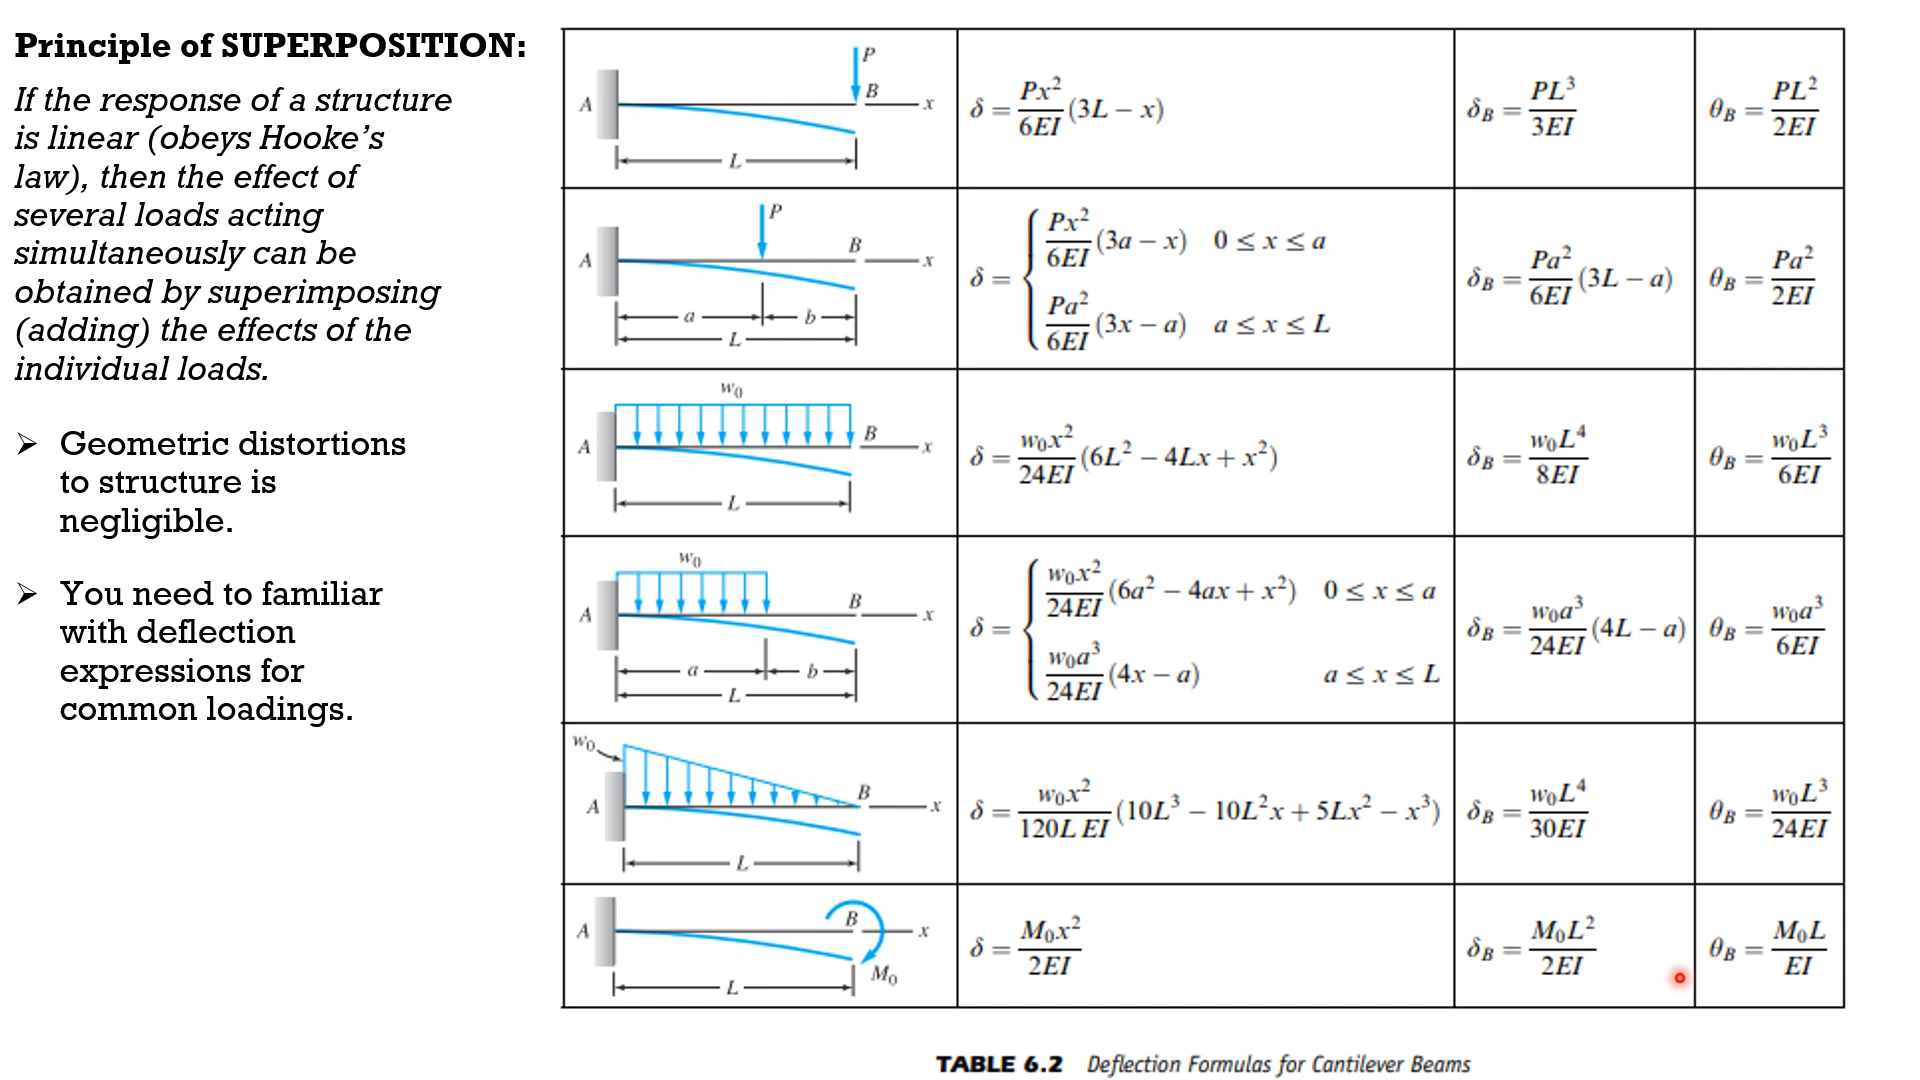 Principle of SUPERPOSITION:
If the response of a structure
is linear (obeys Hooke's
law), then the effect of
several loads acting
simultaneously can be
obtained by superimposing
(adding) the effects of the
individual loads.
➢ Geometric distortions
to structure is
negligible.
➢ You need to familiar
with deflection
expressions for
common loadings.
P
A B x
L
δ = Px²/6EI (3L − x)
δB = PL³/3EI
θB = PL²/2EI
P
A B x
a b
L
δ = { Px²/6EI (3a − x) 0 ≤ x ≤ a
Pa²/6EI (3x − a) a ≤ x ≤ L
δB = Pa²/6EI (3L − a)
θB = Pa²/2EI
w0
A B x
L
δ = w0x²/24EI (6L² − 4Lx + x²)
δB = w0L⁴/8EI
θB = w0L³/6EI
w0
A B x
a b
L
δ = { w0x²/24EI (6a² − 4ax + x²) 0 ≤ x ≤ a
w0a³/24EI (4x − a) a ≤ x ≤ L
δB = w0a³/24EI (4L − a)
θB = w0a³/6EI
w0
A B x
L
δ = w0x²/120L EI (10L³ − 10L²x + 5Lx² − x³)
δB = w0L⁴/30EI
θB = w0L³/24EI
A B x
M0
L
δ = M0x²/2EI
δB = M0L²/2EI
θB = M0L/EI
TABLE 6.2 Deflection Formulas for Cantilever Beams